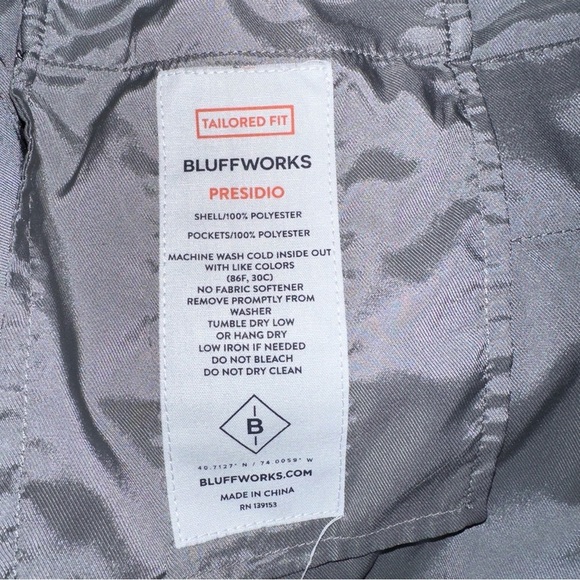 TAILORED FIT
BLUFFWORKS
PRESIDIO
SHELL/100% POLYESTER
POCKETS/100% POLYESTER
MACHINE WASH COLD INSIDE OUT
WITH LIKE COLORS
(86F, 30C)
NO FABRIC SOFTENER
REMOVE PROMPTLY FROM
WASHER
TUMBLE DRY LOW
OR HANG DRY
LOW IRON IF NEEDED
DO NOT BLEACH
DO NOT DRY CLEAN
B
40.7127° N / 74.0059° W
BLUFFWORKS.COM
MADE IN CHINA
RN 139153